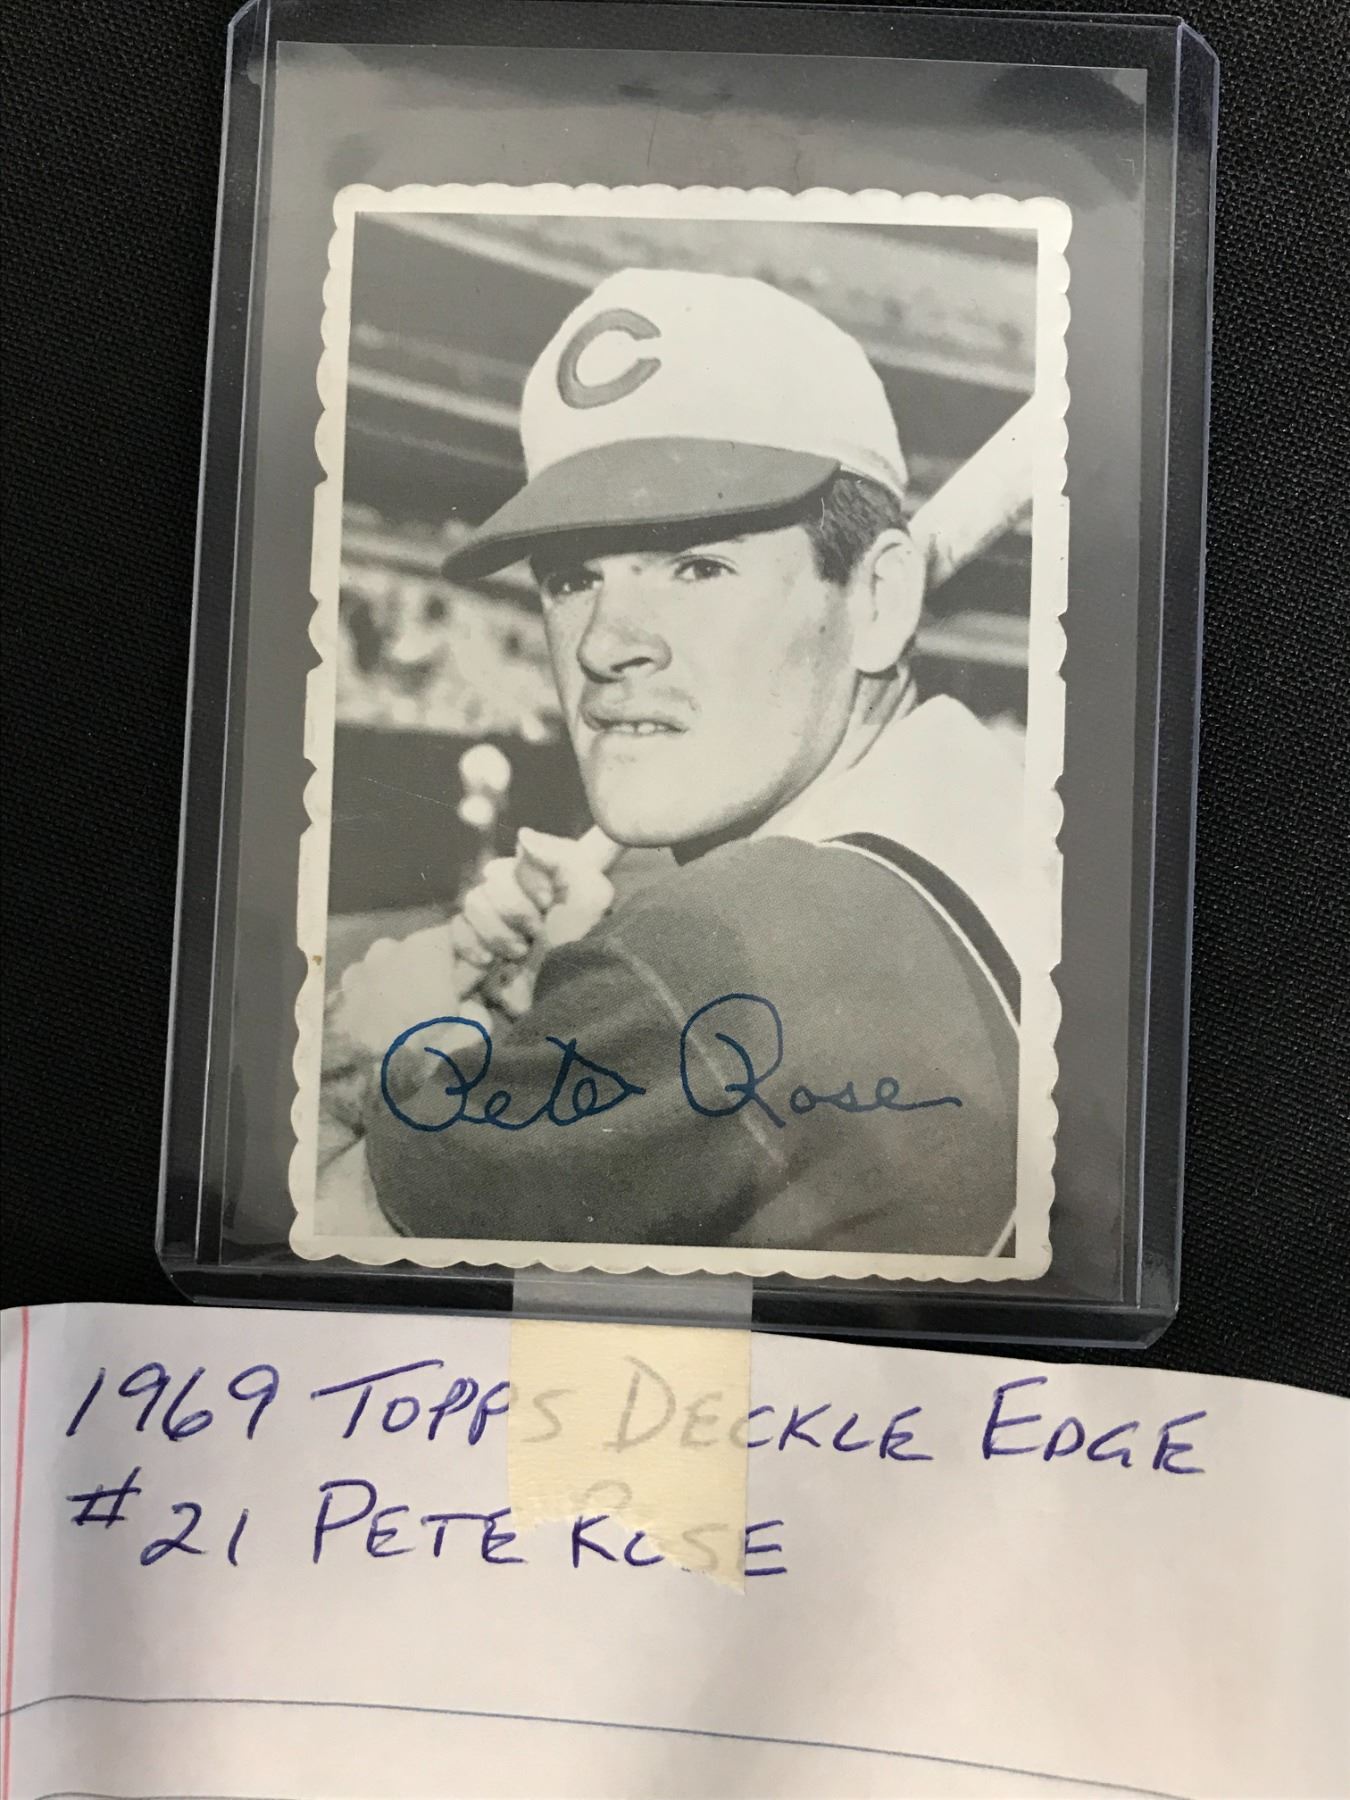 C
Pete Rose
1969 TOPPS DECKLE EDGE
#21 PETE ROSE